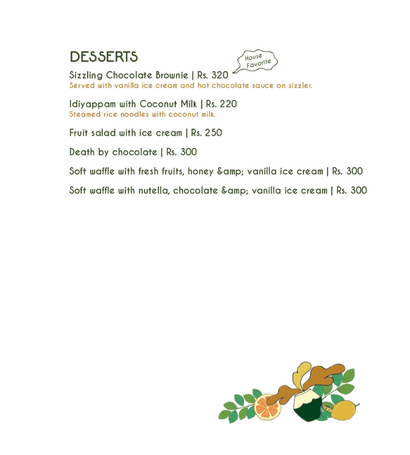 DESSERTS
House
Favorite
Sizzling Chocolate Brownie | Rs. 320
Served with vanilla ice cream and hot chocolate sauce on sizzler.
Idiyappam with Coconut Milk | Rs. 220
Steamed rice noodles with coconut milk.
Fruit salad with ice cream | Rs. 250
Death by chocolate | Rs. 300
Soft waffle with fresh fruits, honey &amp; vanilla ice cream | Rs. 300
Soft waffle with nutella, chocolate &amp; vanilla ice cream | Rs. 300